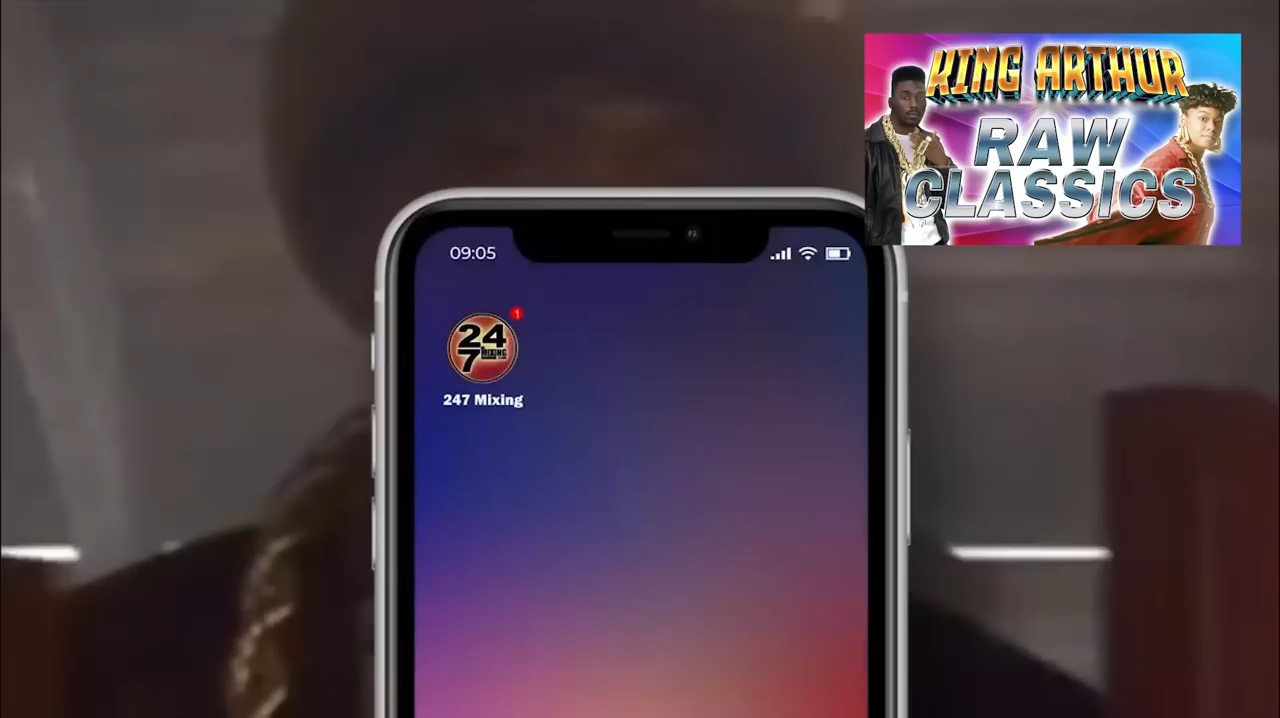 KING ARTHUR
RAW
CLASSICS
09:05
1
24
7 MIXING
247 Mixing